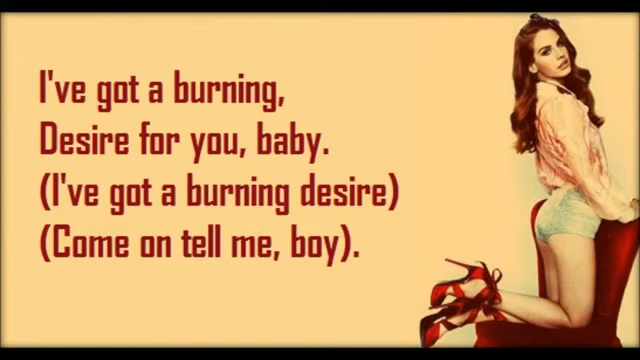 I've got a burning,
Desire for you, baby.
(I've got a burning desire)
(Come on tell me, boy).